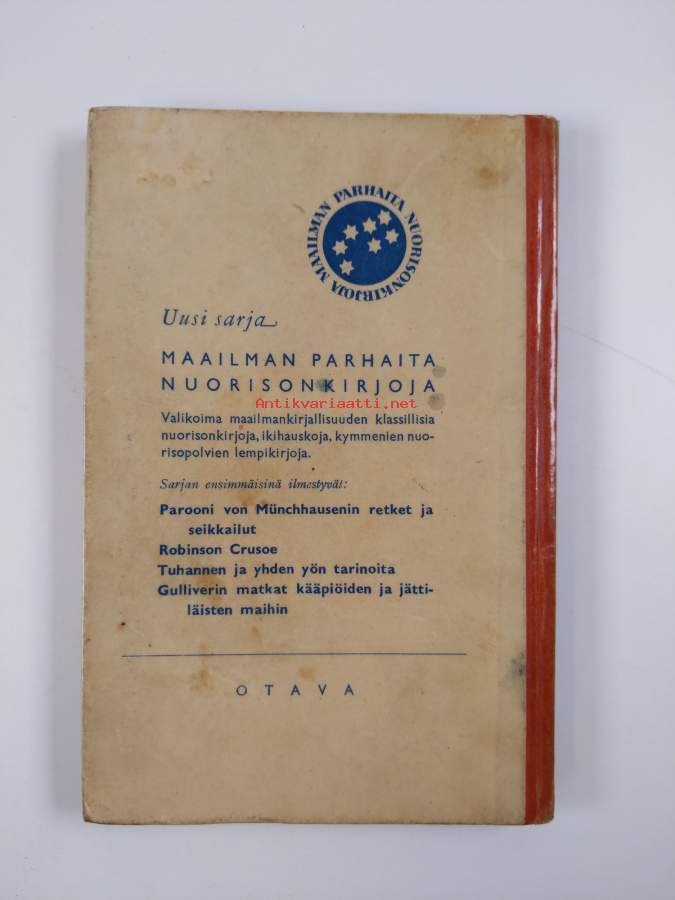 MAAILMAN PARHAITA NUORISONKIRJOJA
Uusi sarja
MAAILMAN PARHAITA
NUORISONKIRJOJA
Antikvariaatti.net
Valikoima maailmankirjallisuuden klassillisia
nuorisonkirjoja, ikihauskoja, kymmenien nuo-
risopolvien lempikirjoja.
Sarjan ensimmäisinä ilmestyvät:
Parooni von Münchhausenin retket ja
seikkailut
Robinson Crusoe
Tuhannen ja yhden yön tarinoita
Gulliverin matkat kääpiöiden ja jätti-
läisten maihin
OTAVA